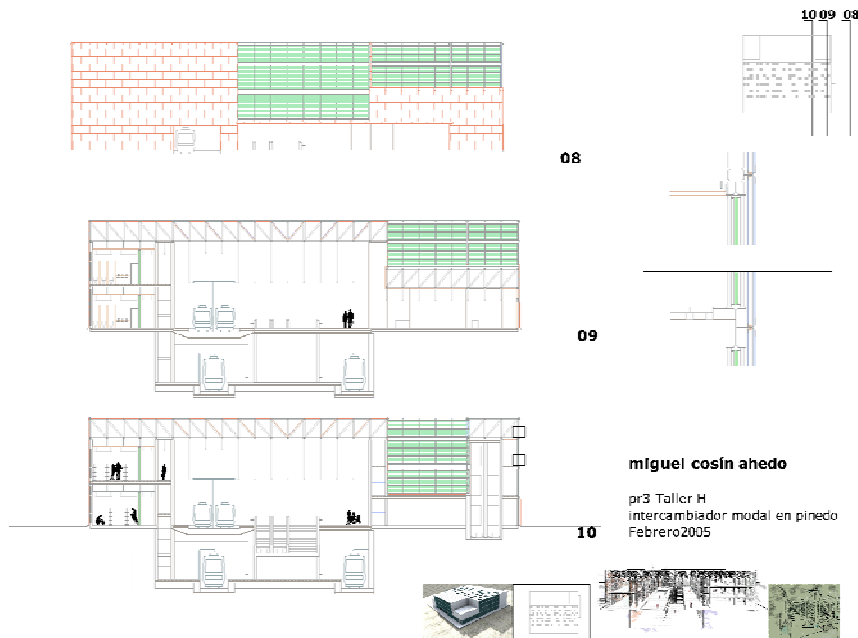 10 09 08
08
09
miguel cosín ahedo
pr3 Taller H
intercambiador modal en pinedo
Febrero2005
10